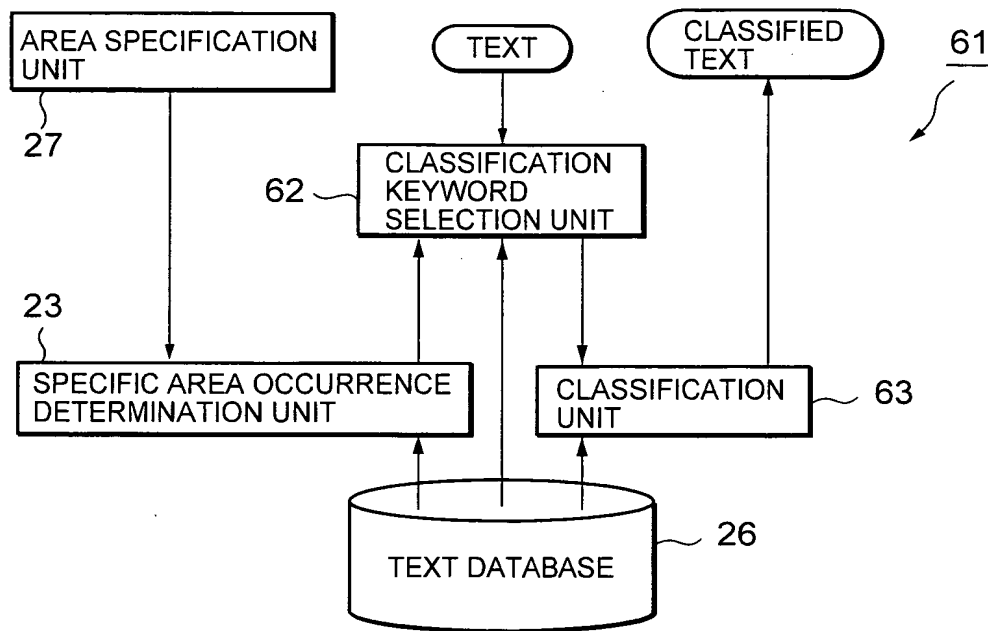 AREA SPECIFICATION
UNIT
27
TEXT
CLASSIFIED
TEXT
61
62
CLASSIFICATION
KEYWORD
SELECTION UNIT
23
SPECIFIC AREA OCCURRENCE
DETERMINATION UNIT
CLASSIFICATION
UNIT
63
TEXT DATABASE
26